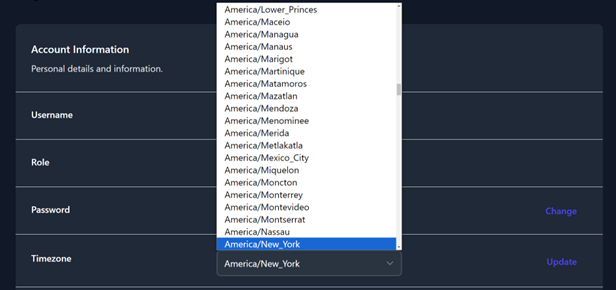 Account Information
Personal details and information.
Username
Role
Password
Change
Timezone
America/Lower_Princes
America/Maceio
America/Managua
America/Manaus
America/Marigot
America/Martinique
America/Matamoros
America/Mazatlan
America/Mendoza
America/Menominee
America/Merida
America/Metlakatla
America/Mexico_City
America/Miquelon
America/Moncton
America/Monterrey
America/Montevideo
America/Montserrat
America/Nassau
America/New_York
America/New_York
Update